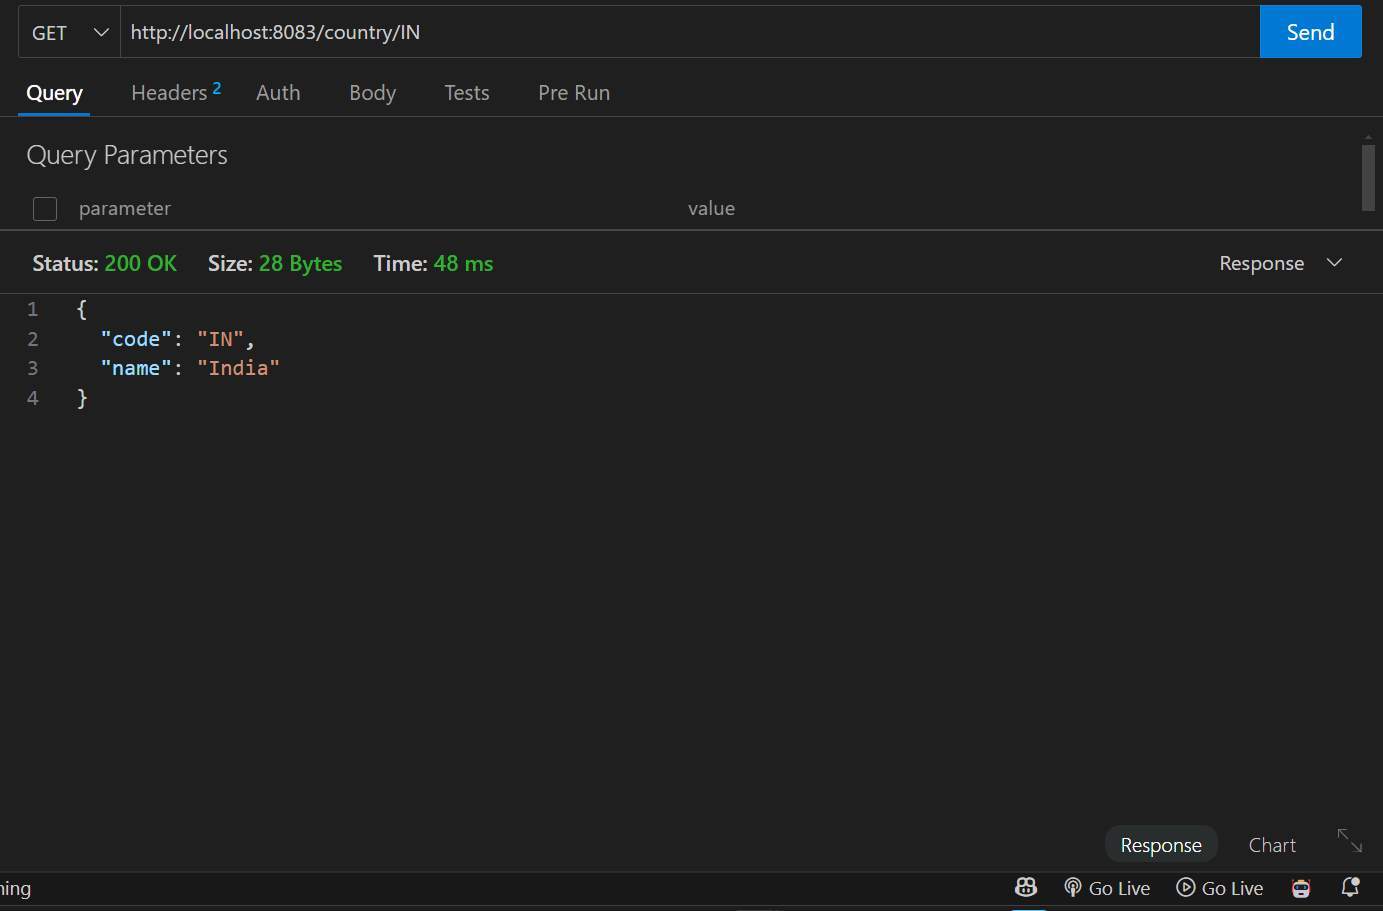 GET http://localhost:8083/country/IN Send
Query Headers 2 Auth Body Tests Pre Run
Query Parameters
parameter value
Status: 200 OK Size: 28 Bytes Time: 48 ms Response
1 {
2 "code": "IN",
3 "name": "India"
4 }
Response Chart
Go Live Go Live